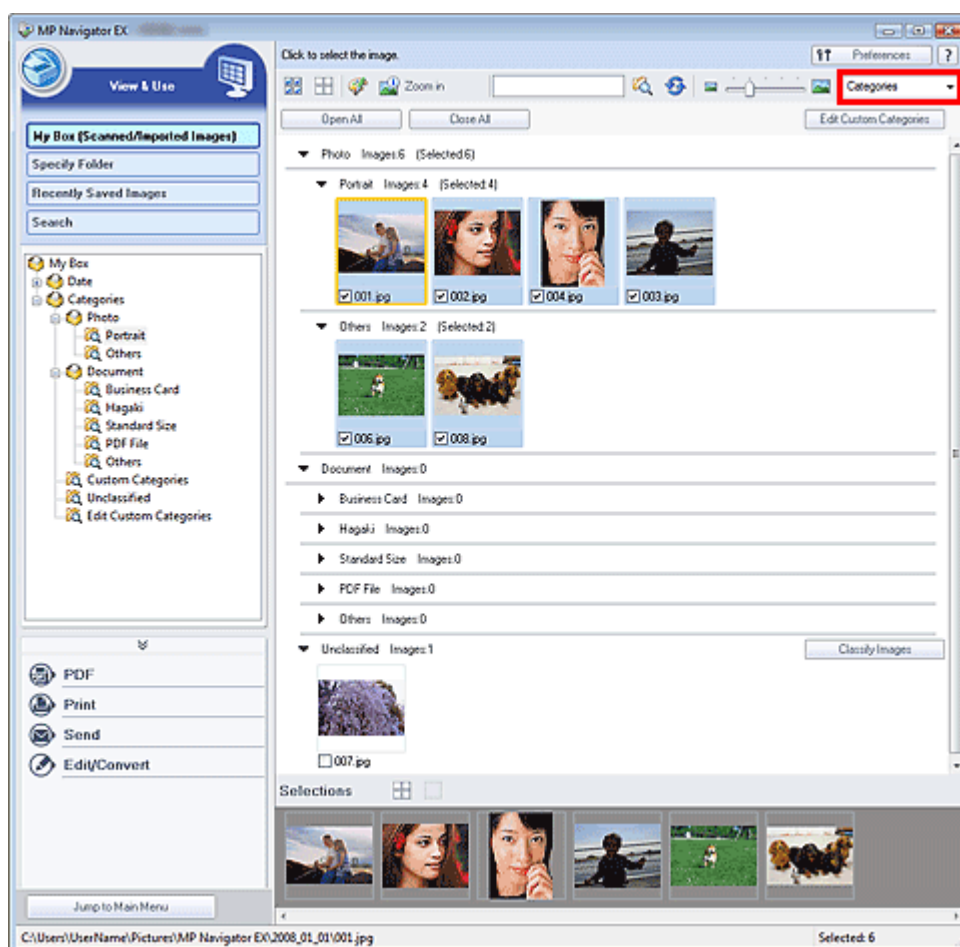 MP Navigator EX
View & Use
Click to select the image.
Preferences
?
Zoom in
Categories
Open All
Close All
Edit Custom Categories
My Box (Scanned/Imported Images)
Specify Folder
Recently Saved Images
Search
My Box
Date
Categories
Photo
Portrait
Others
Document
Business Card
Hagaki
Standard Size
PDF File
Others
Custom Categories
Unclassified
Edit Custom Categories
PDF
Print
Send
Edit/Convert
Jump to Main Menu
Photo Images:6 (Selected:6)
Portrait Images:4 (Selected:4)
001.jpg
002.jpg
004.jpg
003.jpg
Others Images:2 (Selected:2)
006.jpg
008.jpg
Document Images:0
Business Card Images:0
Hagaki Images:0
Standard Size Images:0
PDF File Images:0
Others Images:0
Unclassified Images:1
Classify Images
007.jpg
Selections
C:\Users\UserName\Pictures\MP Navigator EX\2008_01_01\001.jpg
Selected: 6